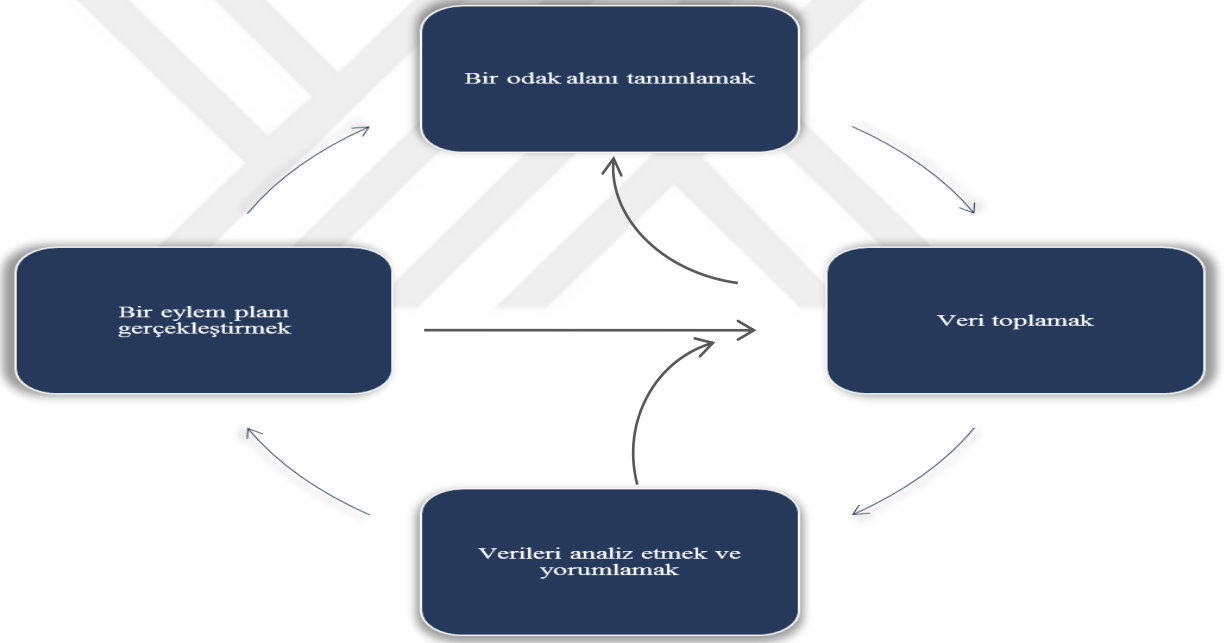 Bir odak alanı tanımlamak
Bir eylem planı
gerçekleştirmek
Veri toplamak
Verileri analiz etmek ve
yorumlamak